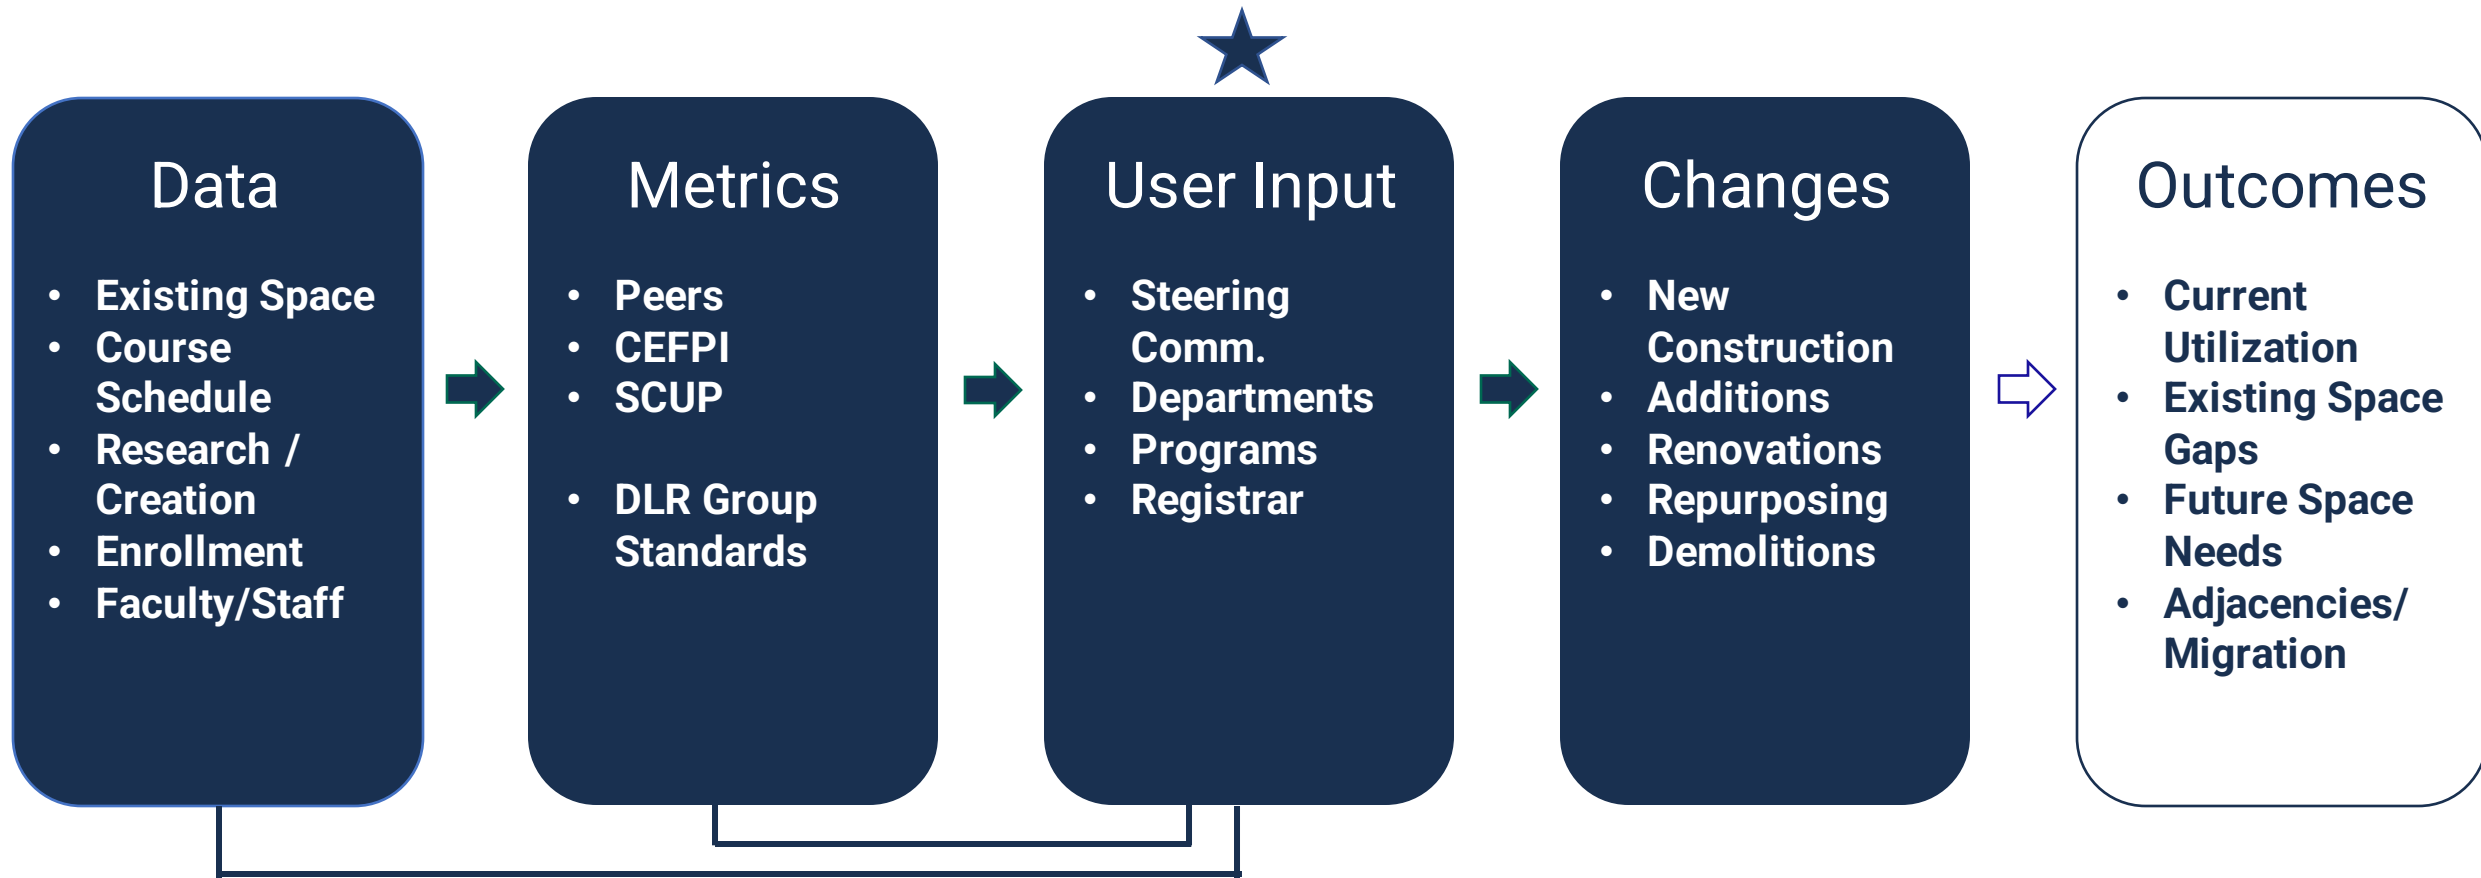 Data
• Existing Space
• Course
Schedule
• Research /
Creation
• Enrollment
• Faculty/Staff
Metrics
• Peers
• CEFPI
• SCUP
• DLR Group
Standards
User Input
• Steering
Comm.
• Departments
• Programs
• Registrar
Changes
• New
Construction
• Additions
• Renovations
• Repurposing
• Demolitions
Outcomes
• Current
Utilization
• Existing Space
Gaps
• Future Space
Needs
• Adjacencies/
Migration